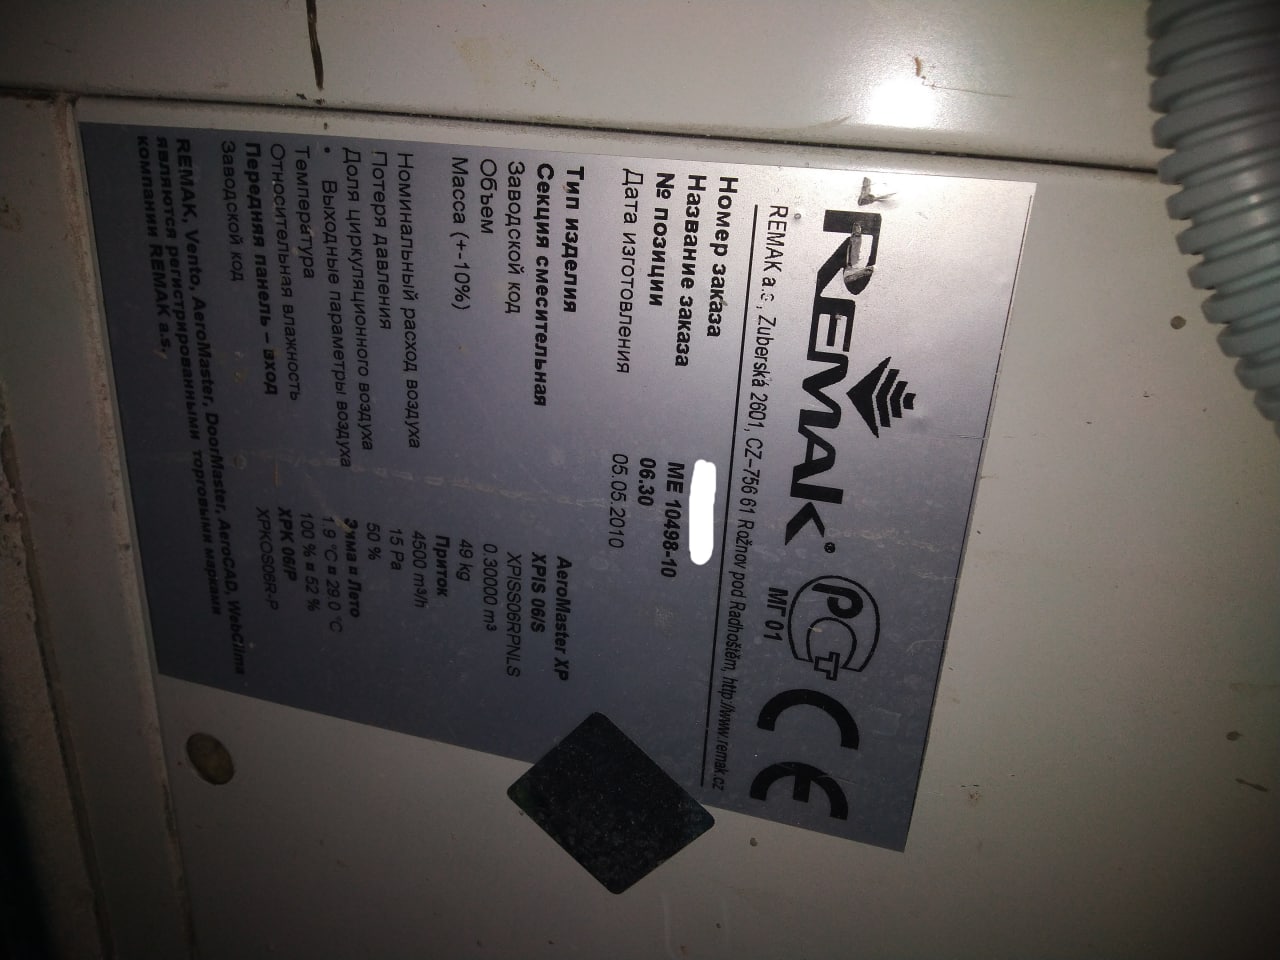 REMAK® РСТ CE
МГ 01
REMAK a.s., Zuberská 2601, CZ–756 61 Rožnov pod Radhoštěm, http://www.remak.cz
Номер заказа
Название заказа ME 10498-10
№ позиции 06.30
Дата изготовления 05.05.2010
Тип изделия AeroMaster XP
Секция смесительная XPIS 06/S
Заводской код XPISS06RPNLS
Объем 0.30000 m³
Масса (+-10%) 49 kg
Приток
Номинальный расход воздуха 4500 m³/h
Потеря давления 15 Pa
Доля циркуляционного воздуха 50 %
• Выходные параметры воздуха Зима ¤ Лето
Температура 1.9 °C ¤ 29.0 °C
Относительная влажность 100 % ¤ 52 %
Передняя панель – вход XPK 06/P
Заводской код XPKOS06R-P
REMAK, Vento, AeroMaster, DoorMaster, AeroCAD, WebClima
являются регистрированными торговыми марками
компании REMAK a.s.